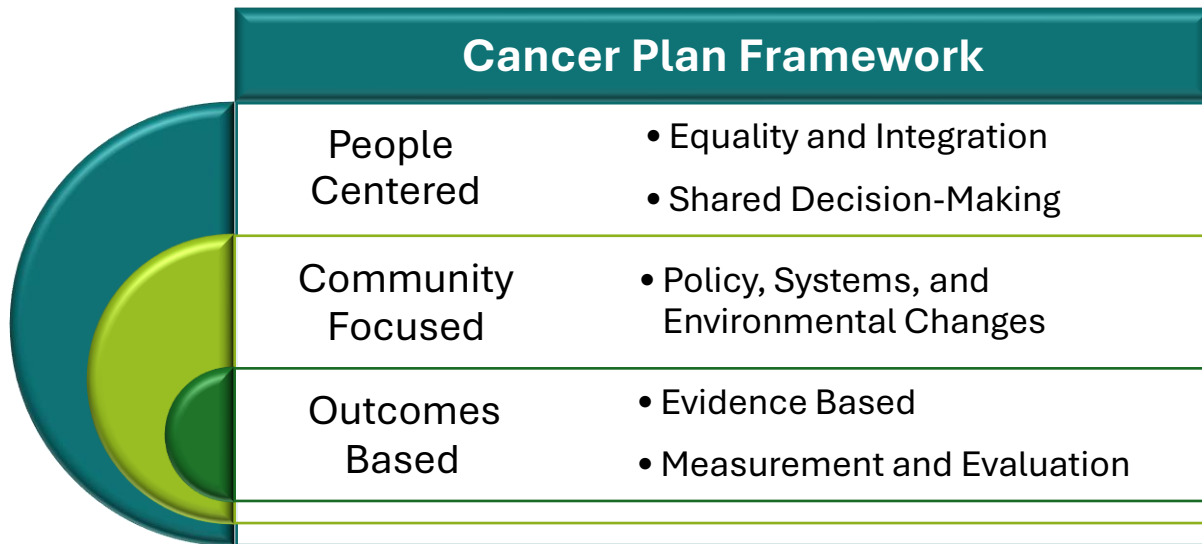 Cancer Plan Framework
People
Centered
• Equality and Integration
• Shared Decision-Making
Community
Focused
• Policy, Systems, and
Environmental Changes
Outcomes
Based
• Evidence Based
• Measurement and Evaluation